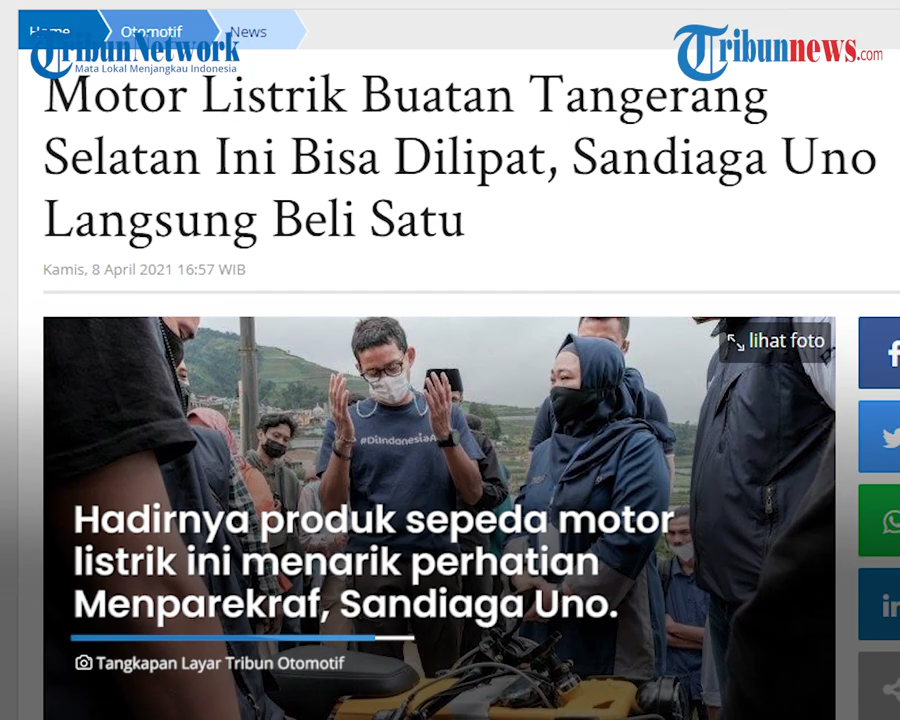 Home Otomotif News
TribunNetwork
Mata Lokal Menjangkau Indonesia
Tribunnews.com
Motor Listrik Buatan Tangerang
Selatan Ini Bisa Dilipat, Sandiaga Uno
Langsung Beli Satu
Kamis, 8 April 2021 16:57 WIB
lihat foto
#DiIndonesiaA
Hadirnya produk sepeda motor
listrik ini menarik perhatian
Menparekraf, Sandiaga Uno.
Tangkapan Layar Tribun Otomotif